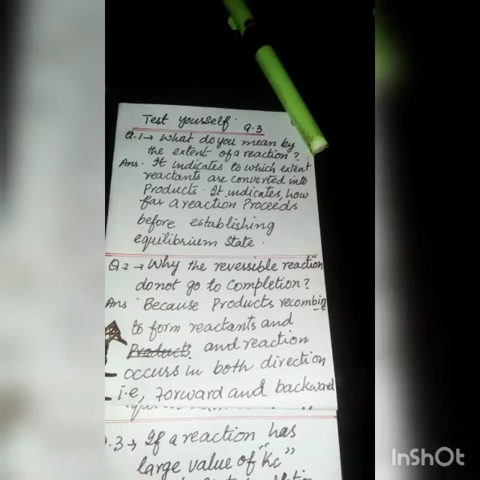 Test yourself 9.3
Q.1→ What do you mean by
the extent of a reaction?
Ans. It indicates to which extent
reactants are converted into
Products. It indicates, how
far a reaction Proceeds
before establishing
equilibrium state.
Q.2→ Why the reversible reaction
do not go to completion?
Ans: Because Products recombine
to form reactants and
Products and reaction
occurs in both direction
i.e, forward and backward
.3→ If a reaction has
large value of "Kc"
InShOt